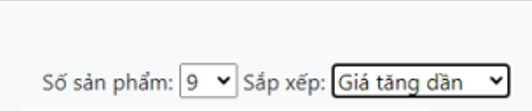 Số sản phẩm: 9 Sắp xếp: Giá tăng dần